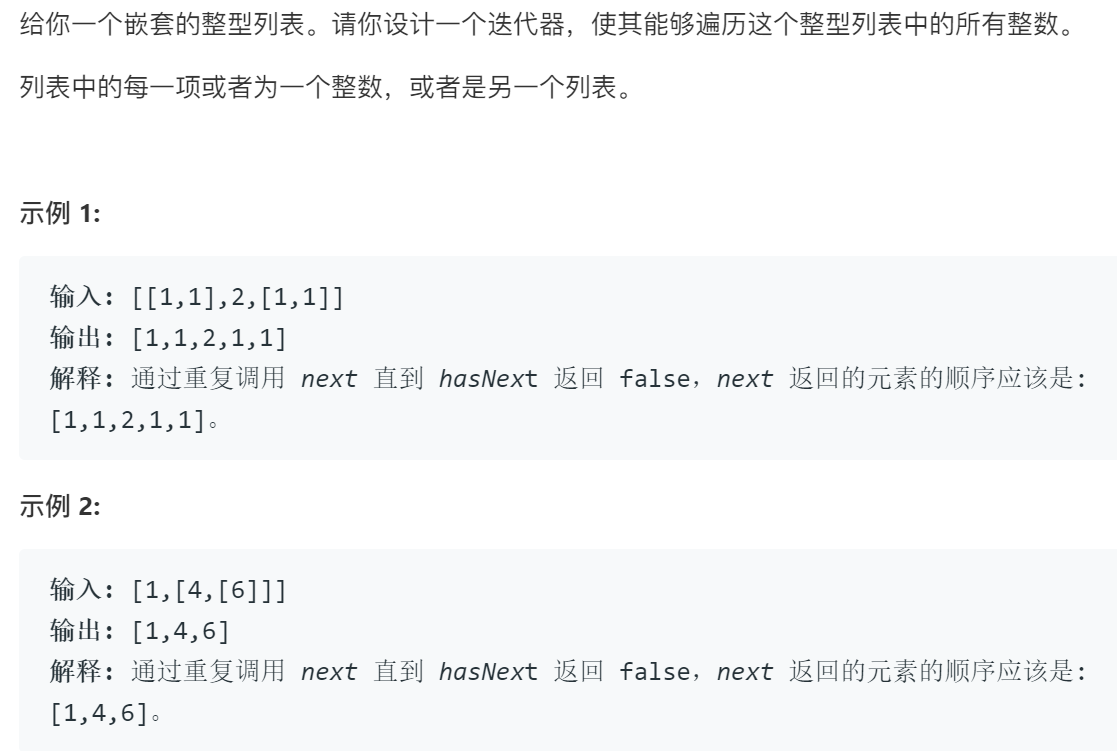 给你一个嵌套的整型列表。请你设计一个迭代器，使其能够遍历这个整型列表中的所有整数。
列表中的每一项或者为一个整数，或者是另一个列表。
示例 1:
输入: [[1,1],2,[1,1]]
输出: [1,1,2,1,1]
解释: 通过重复调用 next 直到 hasNext 返回 false，next 返回的元素的顺序应该是:
[1,1,2,1,1]。
示例 2:
输入: [1,[4,[6]]]
输出: [1,4,6]
解释: 通过重复调用 next 直到 hasNext 返回 false，next 返回的元素的顺序应该是:
[1,4,6]。